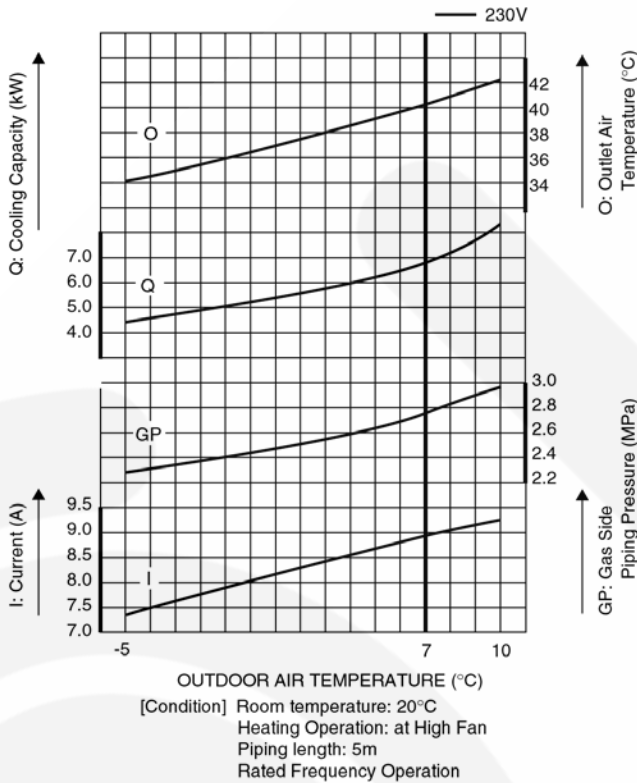 230V
Q: Cooling Capacity (kW)
O: Outlet Air
Temperature (°C)
42
40
38
36
34
O
7.0
6.0
5.0
4.0
Q
3.0
2.8
2.6
2.4
2.2
GP
GP: Gas Side
Piping Pressure (MPa)
I: Current (A)
9.5
9.0
8.5
8.0
7.5
7.0
I
-5 7 10
OUTDOOR AIR TEMPERATURE (°C)
[Condition] Room temperature: 20°C
Heating Operation: at High Fan
Piping length: 5m
Rated Frequency Operation